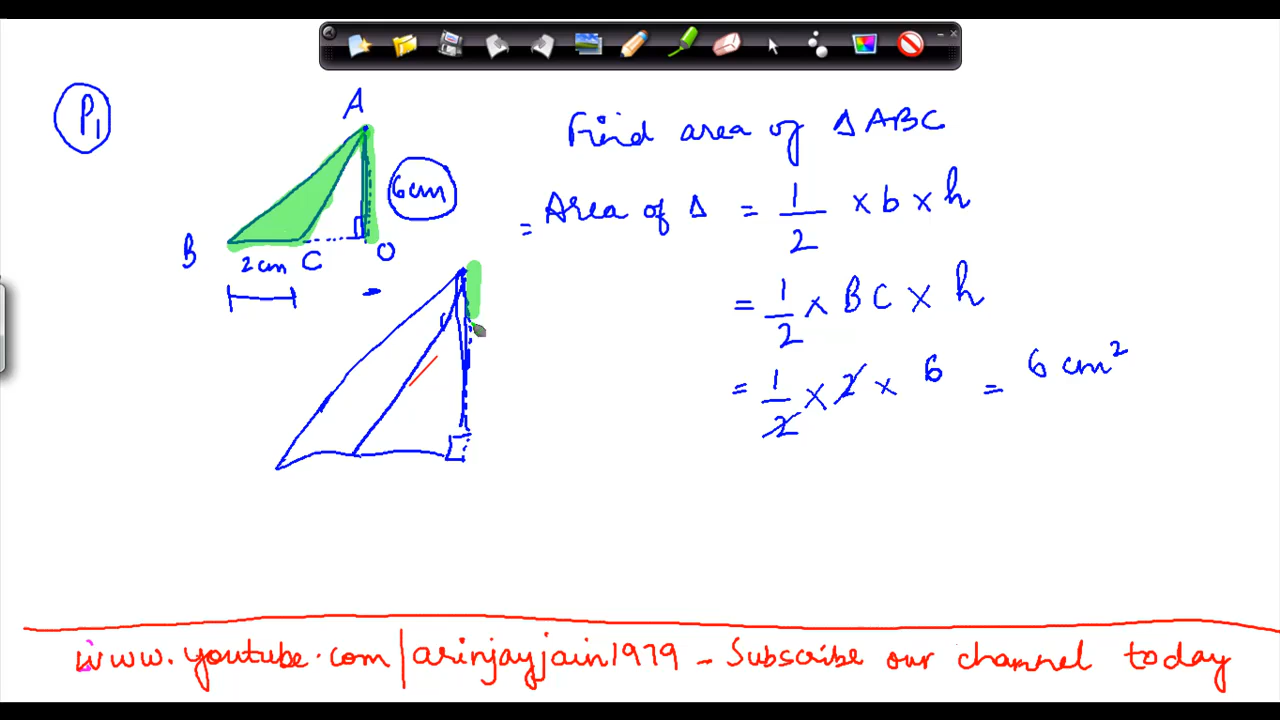 P1
A
6cm
B
2cm
C
O
Find area of ΔABC
= Area of Δ = 1/2 × b × h
= 1/2 × BC × h
= 1/2 × 2 × 6 = 6 cm²
www.youtube.com/arinjayjain1979 - Subscribe our channel today